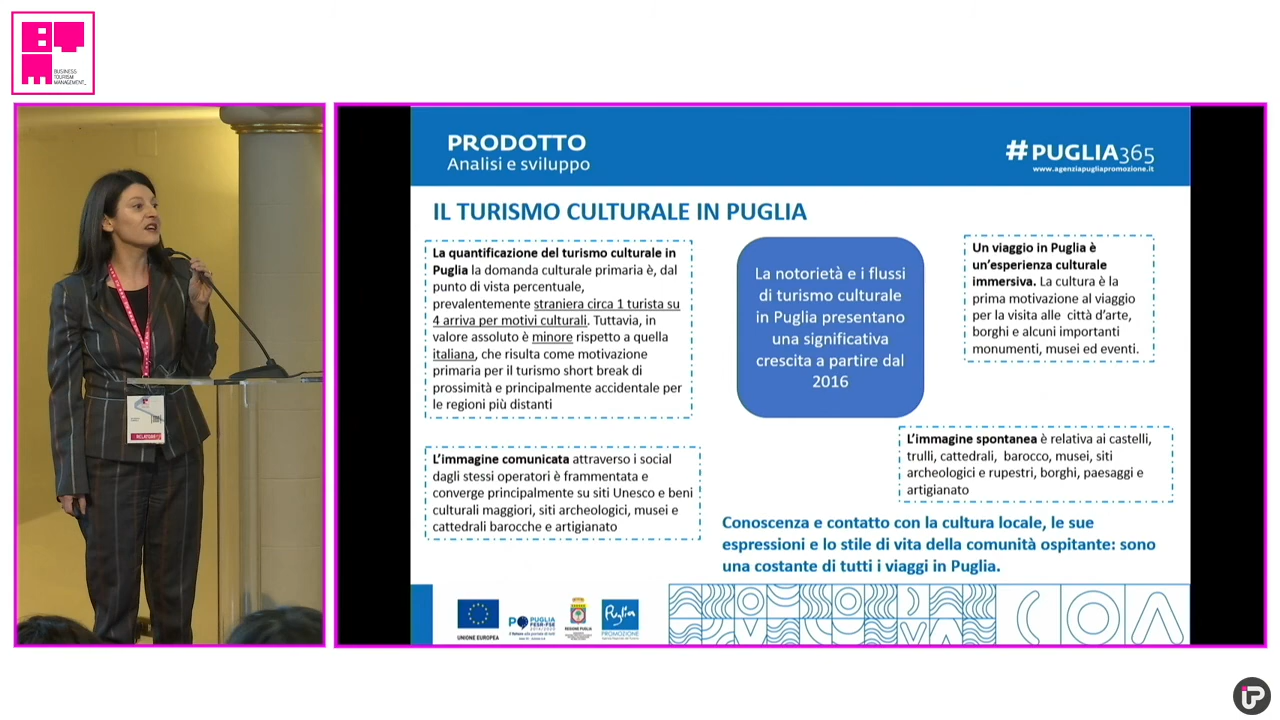 BUSINESS
TOURISM
MANAGEMENT_
PRODOTTO
Analisi e sviluppo
#PUGLIA365
www.agenziapugliapromozione.it
IL TURISMO CULTURALE IN PUGLIA
La quantificazione del turismo culturale in
Puglia la domanda culturale primaria è, dal
punto di vista percentuale,
prevalentemente straniera circa 1 turista su
4 arriva per motivi culturali. Tuttavia, in
valore assoluto è minore rispetto a quella
italiana, che risulta come motivazione
primaria per il turismo short break di
prossimità e principalmente accidentale per
le regioni più distanti
La notorietà e i flussi
di turismo culturale
in Puglia presentano
una significativa
crescita a partire dal
2016
Un viaggio in Puglia è
un'esperienza culturale
immersiva. La cultura è la
prima motivazione al viaggio
per la visita alle città d'arte,
borghi e alcuni importanti
monumenti, musei ed eventi.
L'immagine comunicata attraverso i social
dagli stessi operatori è frammentata e
converge principalmente su siti Unesco e beni
culturali maggiori, siti archeologici, musei e
cattedrali barocche e artigianato
L'immagine spontanea è relativa ai castelli,
trulli, cattedrali, barocco, musei, siti
archeologici e rupestri, borghi, paesaggi e
artigianato
Conoscenza e contatto con la cultura locale, le sue
espressioni e lo stile di vita della comunità ospitante: sono
una costante di tutti i viaggi in Puglia.
UNIONE EUROPEA
PUGLIA
FESR-FSE
REGIONE PUGLIA
Puglia
PROMOZIONE
RELATORE
iP